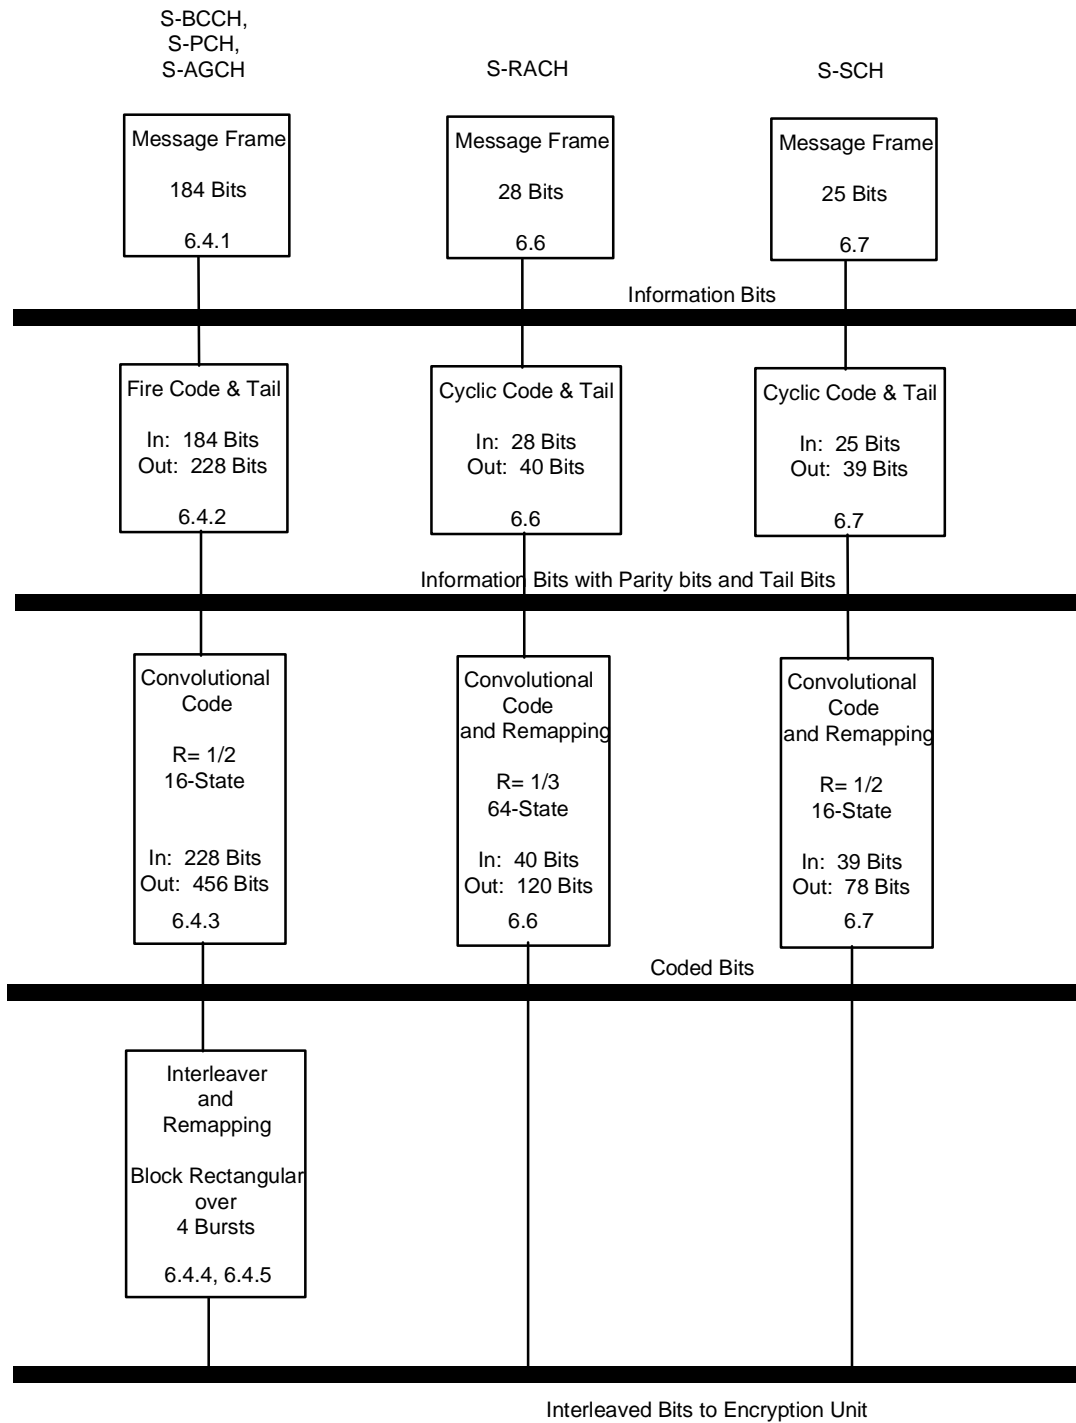 S-BCCH,
S-PCH,
S-AGCH
S-RACH
S-SCH
Message Frame
184 Bits
6.4.1
Message Frame
28 Bits
6.6
Message Frame
25 Bits
6.7
Information Bits
Fire Code & Tail
In: 184 Bits
Out: 228 Bits
6.4.2
Cyclic Code & Tail
In: 28 Bits
Out: 40 Bits
6.6
Cyclic Code & Tail
In: 25 Bits
Out: 39 Bits
6.7
Information Bits with Parity bits and Tail Bits
Convolutional
Code
R= 1/2
16-State
In: 228 Bits
Out: 456 Bits
6.4.3
Convolutional
Code
and Remapping
R= 1/3
64-State
In: 40 Bits
Out: 120 Bits
6.6
Convolutional
Code
and Remapping
R= 1/2
16-State
In: 39 Bits
Out: 78 Bits
6.7
Coded Bits
Interleaver
and
Remapping
Block Rectangular
over
4 Bursts
6.4.4, 6.4.5
Interleaved Bits to Encryption Unit